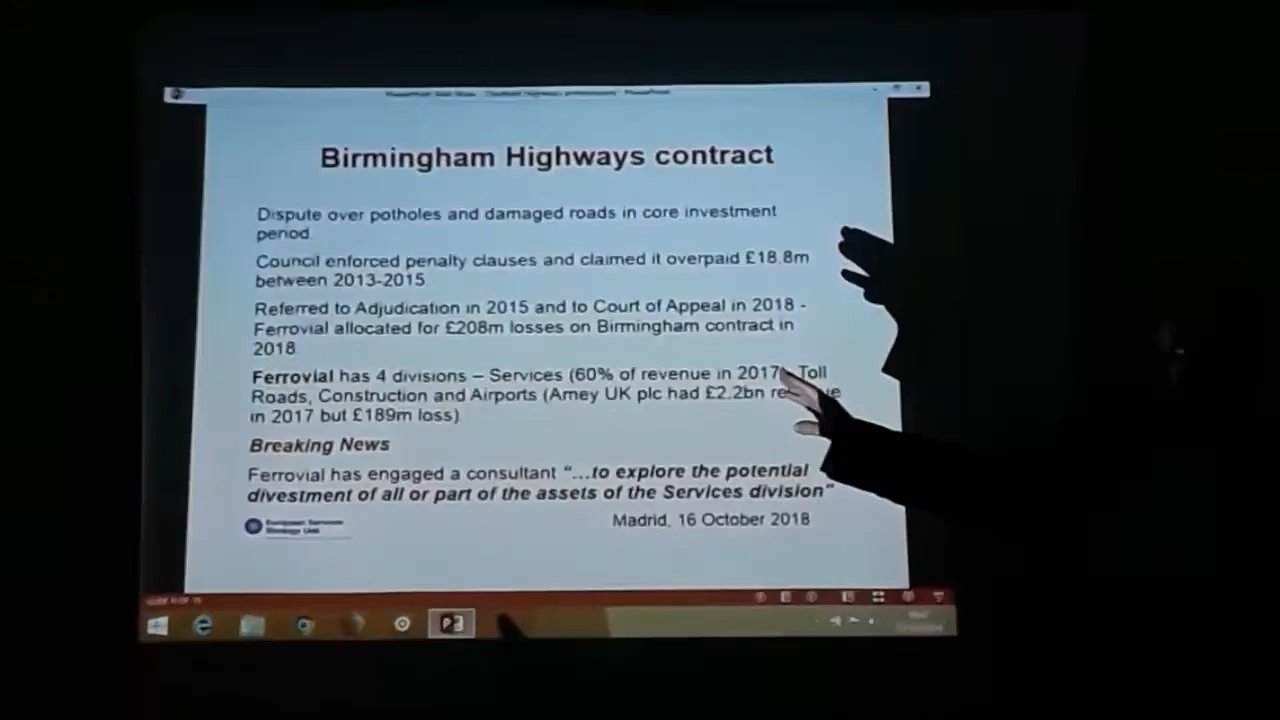 Birmingham Highways contract
Dispute over potholes and damaged roads in core investment
period
Council enforced penalty clauses and claimed it overpaid £18.8m
between 2013-2015
Referred to Adjudication in 2015 and to Court of Appeal in 2018 -
Ferrovial allocated for £208m losses on Birmingham contract in
2018
Ferrovial has 4 divisions – Services (60% of revenue in 2017), Toll
Roads, Construction and Airports (Amey UK plc had £2.2bn
in 2017 but £189m loss)
Breaking News
Ferrovial has engaged a consultant “...to explore the potential
divestment of all or part of the assets of the Services division”
European Services
Strategy Unit
Madrid, 16 October 2018